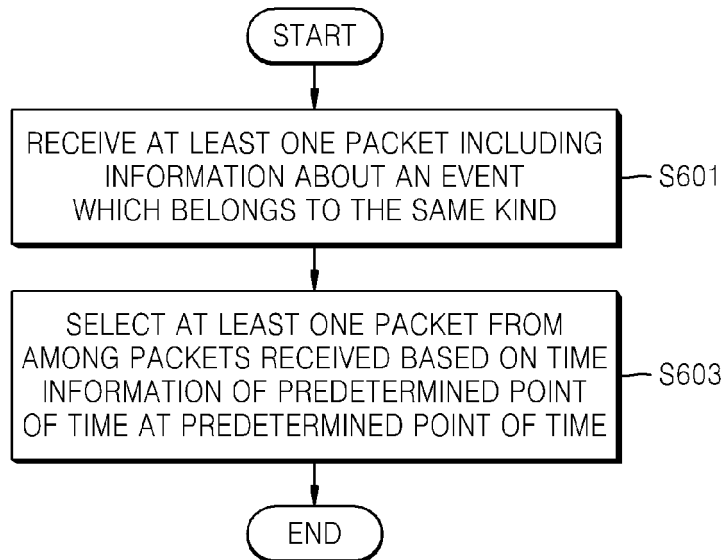 START
RECEIVE AT LEAST ONE PACKET INCLUDING
INFORMATION ABOUT AN EVENT
WHICH BELONGS TO THE SAME KIND
S601
SELECT AT LEAST ONE PACKET FROM
AMONG PACKETS RECEIVED BASED ON TIME
INFORMATION OF PREDETERMINED POINT
OF TIME AT PREDETERMINED POINT OF TIME
S603
END